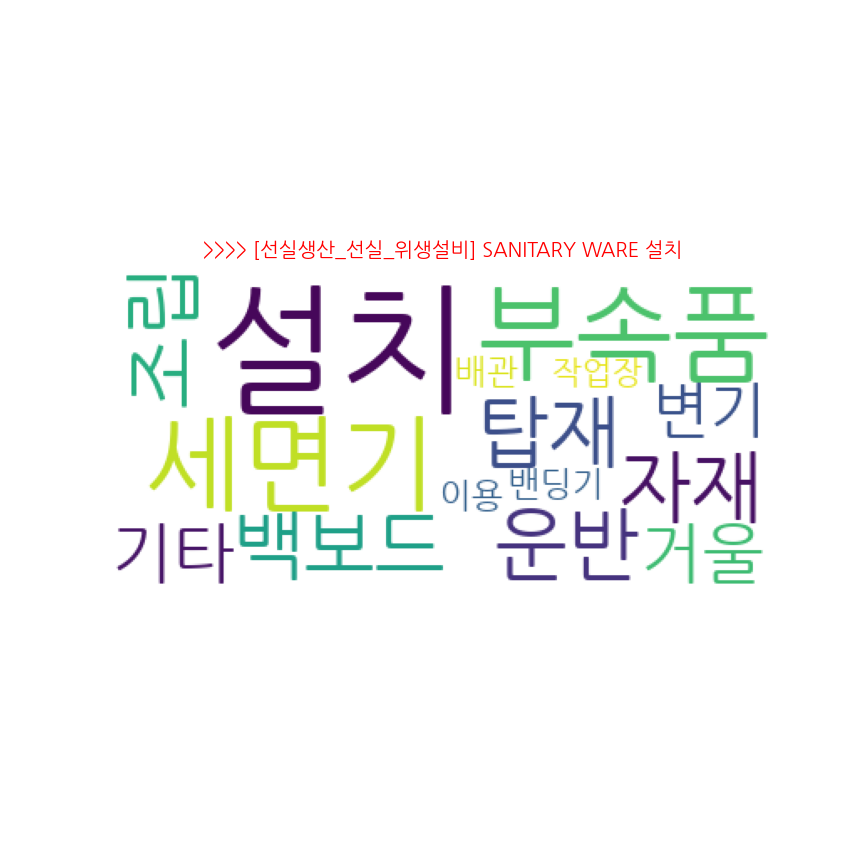 >>>> [선실생산_선실_위생설비] SANITARY WARE 설치
조립
설치
부속품
배관
작업장
세면기
탑재
변기
이용
밴딩기
자재
기타
백보드
운반
거울